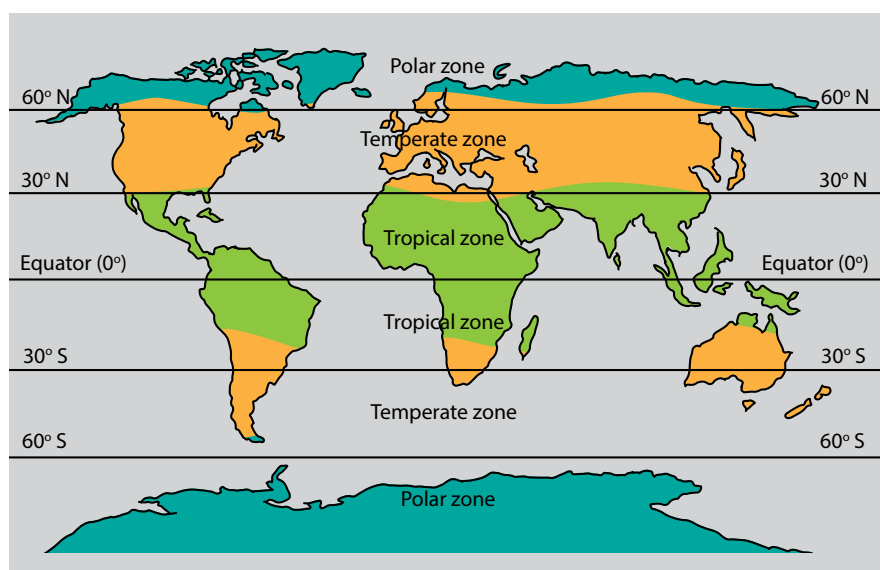 Polar zone
60° N 60° N
Temperate zone
30° N 30° N
Tropical zone
Equator (0°) Equator (0°)
Tropical zone
30° S 30° S
Temperate zone
60° S 60° S
Polar zone